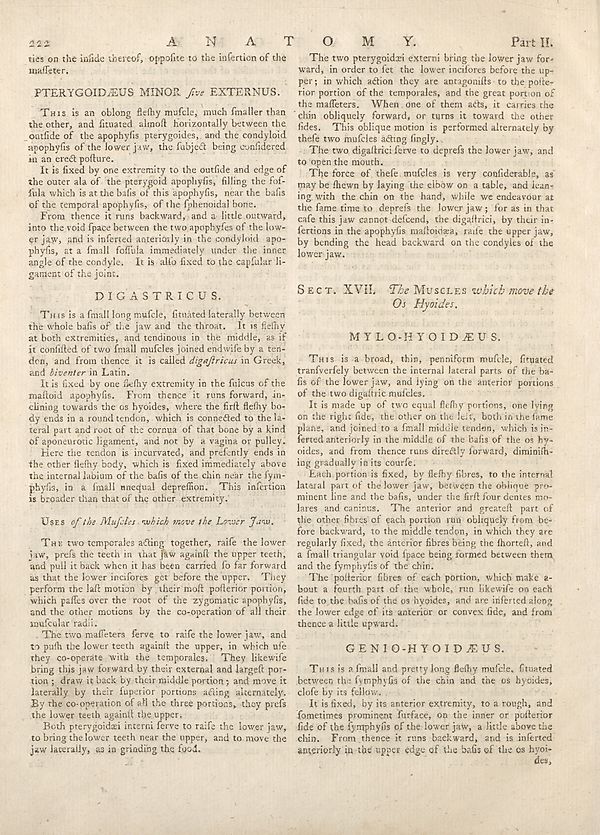 222 A N A T O M Y. Part II.
ties on the inſide thereof, oppoſite to the inſertion of the
maſſeter.
PTERYGOIDÆUS MINOR ſive EXTERNUS.
THIS is an oblong fleſhy muſcle, much ſmaller than
the other, and ſituated almoſt horizontally between the
outſide of the apophyſis pterygoides, and the condyloid
apophyſis of the lower jaw, the ſubject being conſidered
in an erect poſture.
It is fixed by one extremity to the outſide and edge of
the outer ala of the pterygoid apophyſis, filling the foſ-
ſula which is at the baſis of this apophyſis, near the baſis
of the temporal apophyſis, of the ſphenoidal bone.
From thence it runs backward, and a little outward,
into the void ſpace between the two apophyſes of the low-
er jaw, and is inſerted anteriorly in the condyloid apo-
phyſis, at a ſmall foſſula immediately under the inner
angle of the condyle. It is alſo fixed to the capſular li-
gament of the joint.
DIGASTRICUS.
THIS is a ſmall long muſcle, ſituated laterally between
the whole baſis of the jaw and the throat. It is fleſhy
at both extremities, and tendinous in the middle, as if
it conſiſted of two ſmall muſcles joined endwiſe by a ten-
don, and from thence it is called digaſtricus in Greek,
and biventer in Latin.
It is fixed by one fleſhy extremity in the ſulcus of the
maſtoid apophyſis. From thence it runs forward, in-
clining towards the os hyoides, where the firſt fleſhy bo-
dy ends in a round tendon, which is connected to the la-
teral part and root of the cornua of that bone by a kind
of aponeurotic ligament, and not by a vagina or pulley.
Here the tendon is incurvated, and preſently ends in
the other fleſhy body, which is fixed immediately above
the internal labium of the baſis of the chin near the ſym-
phyſis, in a ſmall unequal depreſſion. This inſertion
is broader than that of the other extremity.
USES of the Muſcles which move the Lower Jaw.
THE two temporales acting together, raiſe the lower
jaw, preſs the teeth in that jaw againſt the upper teeth,
and pull it back when it has been carried ſo far forward
as that the lower inciſores get before the upper. They
perform the laſt motion by their moſt poſterior portion,
which paſſes over the root of the zygomatic apophyſis,
and the other motions by the co-operation of all their
muſcular radii.
The two maſſeters ſerve to raiſe the lower jaw, and
to puſh the lower teeth againſt the upper, in which uſe
they co-operate with the temporales. They likewiſe
bring this jaw forward by their external and largeſt por-
tion; draw it back by their middle portion; and move it
laterally by their ſuperior portions acting alternately.
By the co-operation of all the three portions, they preſs
the lower teeth againſt the upper.
Both pterygoidæi interni ſerve to raiſe the lower jaw,
to bring the lower teeth near the upper, and to move the
jaw laterally, as in grinding the food.
The two pterygoidæi externi bring the lower jaw for-
ward, in order to ſet the lower inciſores before the up-
per; in which action they are antagoniſts to the poſte-
rior portion of the temporales, and the great portion of
the maſſeters. When one of them acts, it carries the
chin obliquely forward, or turns it toward the other
ſides. This oblique motion is performed alternately by
theſe two muſcles acting ſingly.
The two digaſtrici ſerve to depreſs the lower jaw, and
to open the mouth.
The force of theſe muſcles is very conſiderable, as
may be ſhewn by laying the elbow on a table, and lean-
ing with the chin on the hand, while we endeavour at
the ſame time to depreſs the lower jaw; for as in that
caſe this jaw cannot deſcend, the digaſtrici, by their in-
ſertions in the apophyſis maſtoidæa, raiſe the upper jaw,
by bending the head backward on the condyles of the
lower jaw.
SECT. XVII. The MUSCLES which move the
Os Hyoides.
MYLO-HYOIDÆUS.
THIS is a broad, thin, penniform muſcle, ſituated
tranſverſely between the internal lateral parts of the ba-
ſis of the lower jaw, and lying on the anterior portions
of the two digaſtric muſcles.
It is made up of two equal fleſhy portions, one lying
on the right ſide, the other on the left, both in the ſame
plane, and joined to a ſmall middle tendon, which is in-
ſerted anteriorly in the middle of the baſis of the os hy-
oides, and from thence runs directly forward, diminiſh-
ing gradually in its courſe.
Each portion is fixed, by fleſhy fibres, to the internal
lateral part of the lower jaw, between the oblique pro-
minent line and the baſis, under the firſt four dentes mo-
lares and caninus. The anterior and greateſt part of
the other fibres of each portion run obliquely from be-
fore backward, to the middle tendon, in which they are
regularly fixed, the anterior fibres being the ſhorteſt, and
a ſmall triangular void ſpace being formed between them
and the ſymphyſis of the chin.
The poſterior fibres of each portion, which make a-
bout a fourth part of the whole, run likewiſe on each
ſide to the baſis of the os hyoides, and are inſerted along
the lower edge of its anterior or convex ſide, and from
thence a little upward.
GENIO-HYOIDÆUS.
THIS is a ſmall and pretty long fleſhy muſcle, ſituated
between the ſymphyſis of the chin and the os hyoides,
cloſe by its fellow.
It is fixed, by its anterior extremity, to a rough, and
ſometimes prominent ſurface, on the inner or poſterior
ſide of the ſymphyſis of the lower jaw, a little above the
chin. From thence it runs backward, and is inſerted
anteriorly in the upper edge of the baſis of the os hyoi-
des,